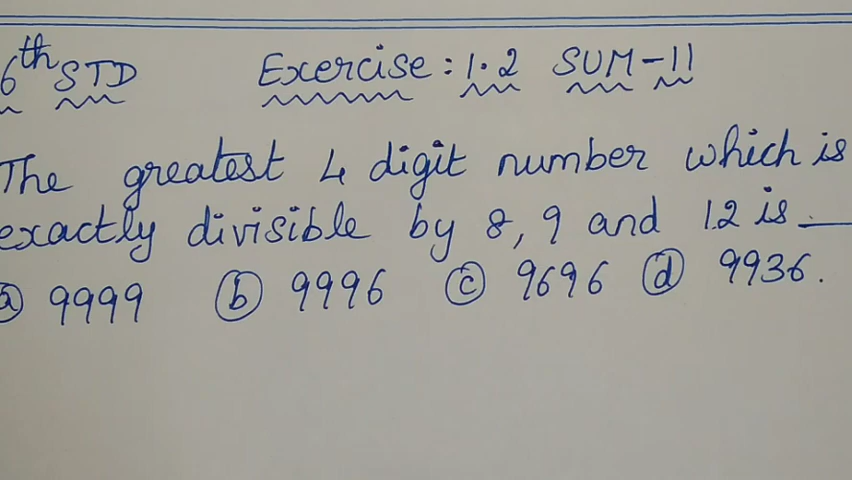 6th STD Exercise : 1.2 SUM-11
The greatest 4 digit number which is
exactly divisible by 8, 9 and 12 is __
a 9999 b 9996 c 9696 d 9936.